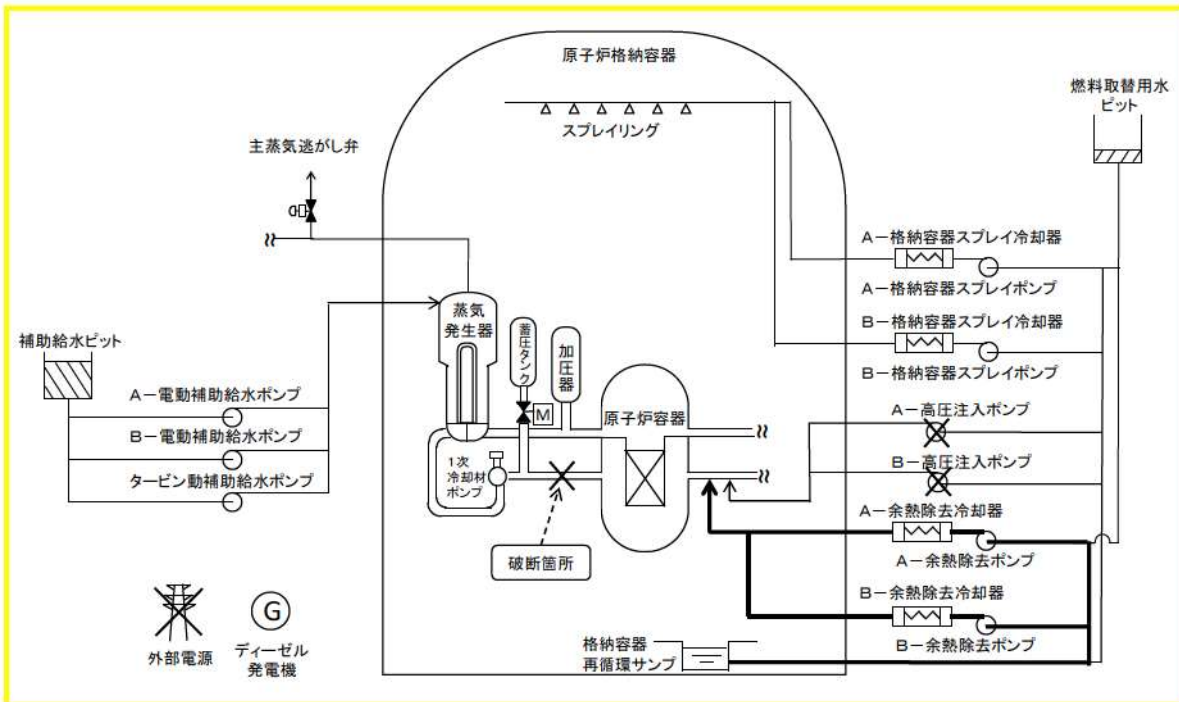 原子炉格納容器
燃料取替用水
ピット
スプレイリング
主蒸気逃がし弁
A-格納容器スプレイ冷却器
A-格納容器スプレイポンプ
蒸気
発生器
蓄圧タンク
加圧器
B-格納容器スプレイ冷却器
B-格納容器スプレイポンプ
補助給水ピット
A-電動補助給水ポンプ
B-電動補助給水ポンプ
タービン動補助給水ポンプ
M
原子炉容器
A-高圧注入ポンプ
B-高圧注入ポンプ
1次
冷却材
ポンプ
A-余熱除去冷却器
A-余熱除去ポンプ
破断箇所
B-余熱除去冷却器
B-余熱除去ポンプ
格納容器
再循環サンプ
G
外部電源
ディーゼル
発電機